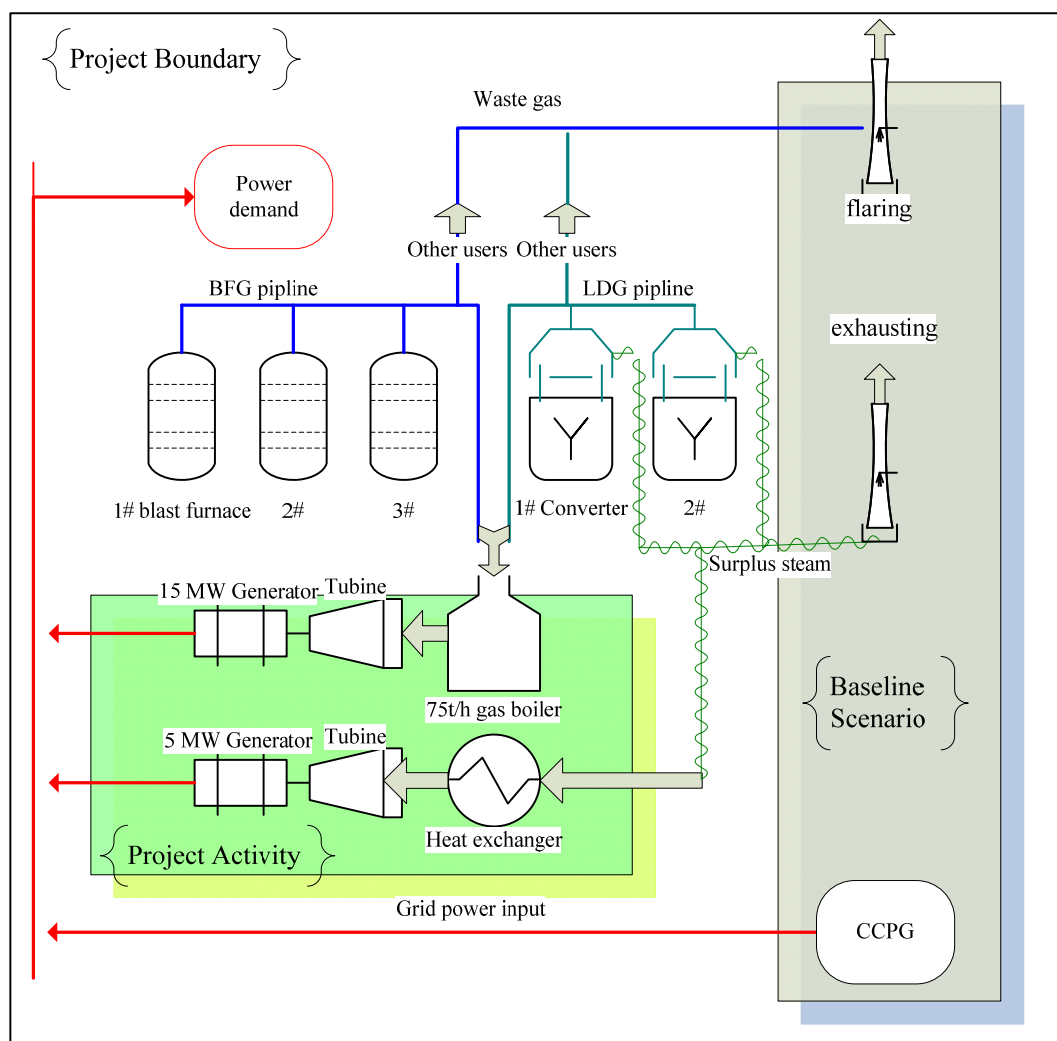 Project Boundary
Waste gas
Power
demand
flaring
Other users
Other users
BFG pipline
LDG pipline
exhausting
1# blast furnace
2#
3#
1# Converter
2#
Surplus steam
15 MW Generator
Tubine
75t/h gas boiler
Baseline
Scenario
5 MW Generator
Tubine
Heat exchanger
Project Activity
Grid power input
CCPG